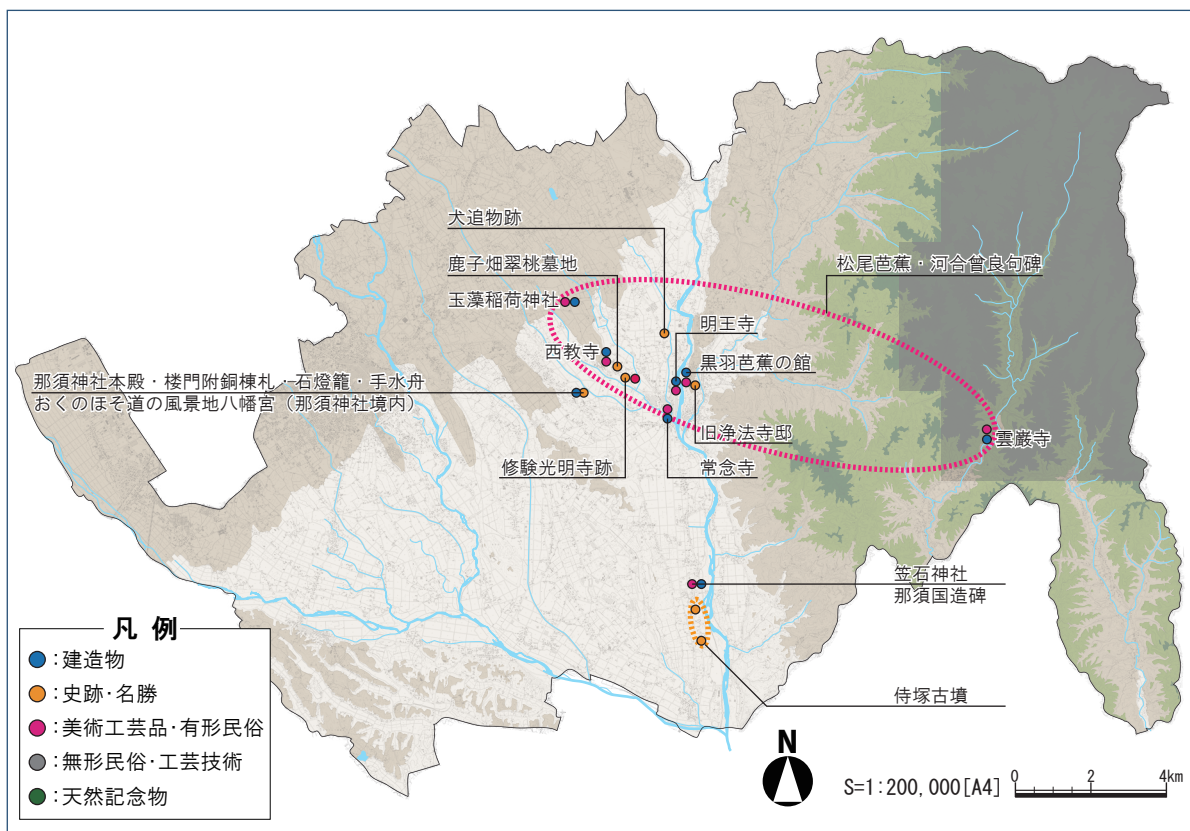 犬追物跡
鹿子畑翠桃墓地
松尾芭蕉・河合曾良句碑
玉藻稲荷神社
明王寺
西教寺
黒羽芭蕉の館
那須神社本殿・楼門附銅棟札・石燈籠・手水舟
おくのほそ道の風景地八幡宮（那須神社境内）
旧浄法寺邸
雲巌寺
修験光明寺跡
常念寺
笠石神社
那須国造碑
侍塚古墳
凡 例
：建造物
：史跡・名勝
：美術工芸品・有形民俗
：無形民俗・工芸技術
：天然記念物
N
S=1:200,000[A4]
0 2 4km